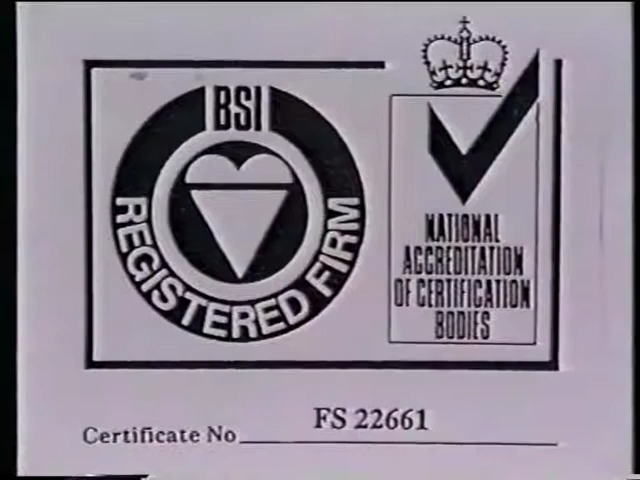 BSI
REGISTERED FIRM
NATIONAL
ACCREDITATION
OF CERTIFICATION
BODIES
Certificate No FS 22661